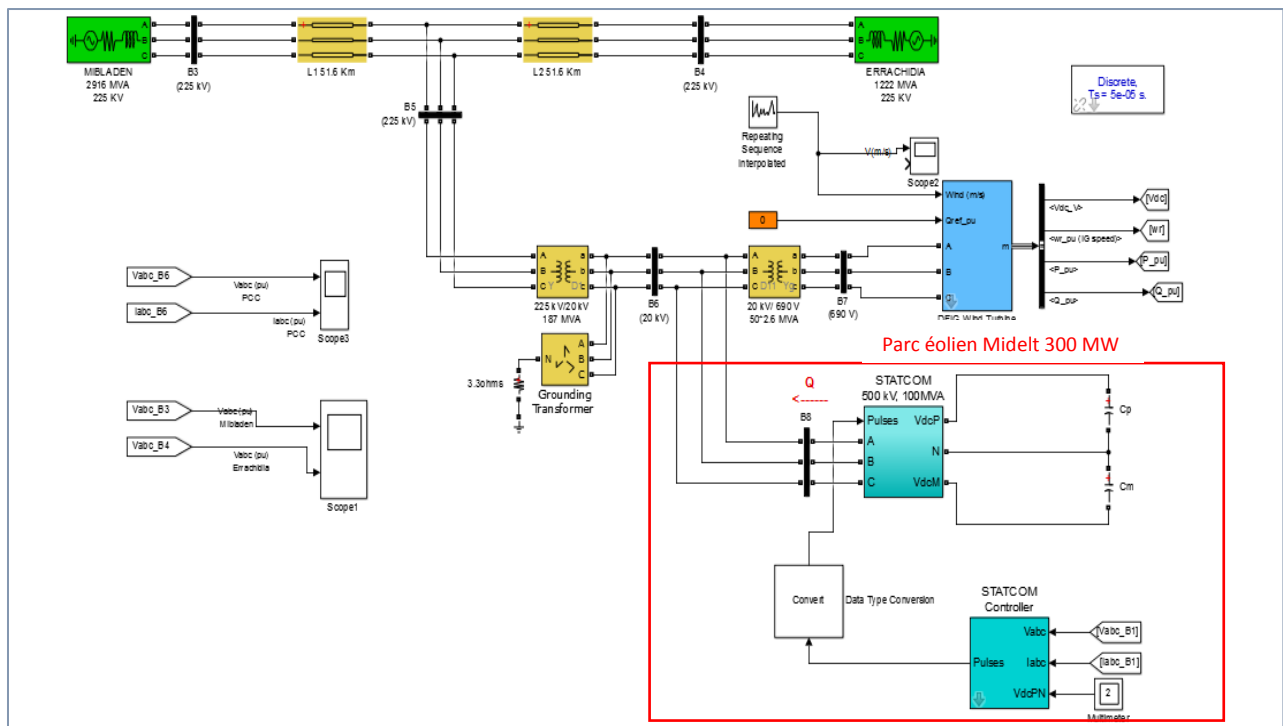 A
B
C
MIBLADEN
2916 MVA
225 KV
B3
(225 kV)
L1 51.6 Km
L2 51.6 Km
B4
(225 kV)
A
B
C
ERRACHIDIA
1222 MVA
225 KV
Discrete,
Ts = 5e-05 s.
B5
(225 kV)
Repeating
Sequence
Interpolated
V(m/s)
Scope2
0
Wind (m/s)
Qref_pu
A
B
m
<Vdc_V>
<wr_pu (IG speed)>
<P_pu>
<Q_pu>
[Vdc]
[wr]
[P_pu]
[Q_pu]
DFIG Wind Turbine
A
B
C
Y
a
b
c
225 kV/20 kV
187 MVA
B6
(20 kV)
A
B
C
D11
Yg
a
b
c
20 kV/ 690 V
50*2.6 MVA
B7
(690 V)
Vabc_B6
Iabc_B6
Vabc (pu)
PCC
Iabc (pu)
PCC
Scope3
N
A
B
C
3.3ohms
Grounding
Transformer
Vabc_B3
Vabc_B4
Vabc (pu)
Mibladen
Vabc (pu)
Errachidia
Scope1
Parc éolien Midelt 300 MW
Q
<------
B8
STATCOM
500 kV, 100MVA
Pulses
A
B
C
VdcP
N
VdcM
Cp
Cm
Convert
Data Type Conversion
STATCOM
Controller
Pulses
Vabc
Iabc
VdcPN
[Vabc_B1]
[Iabc_B1]
2
Multimeter